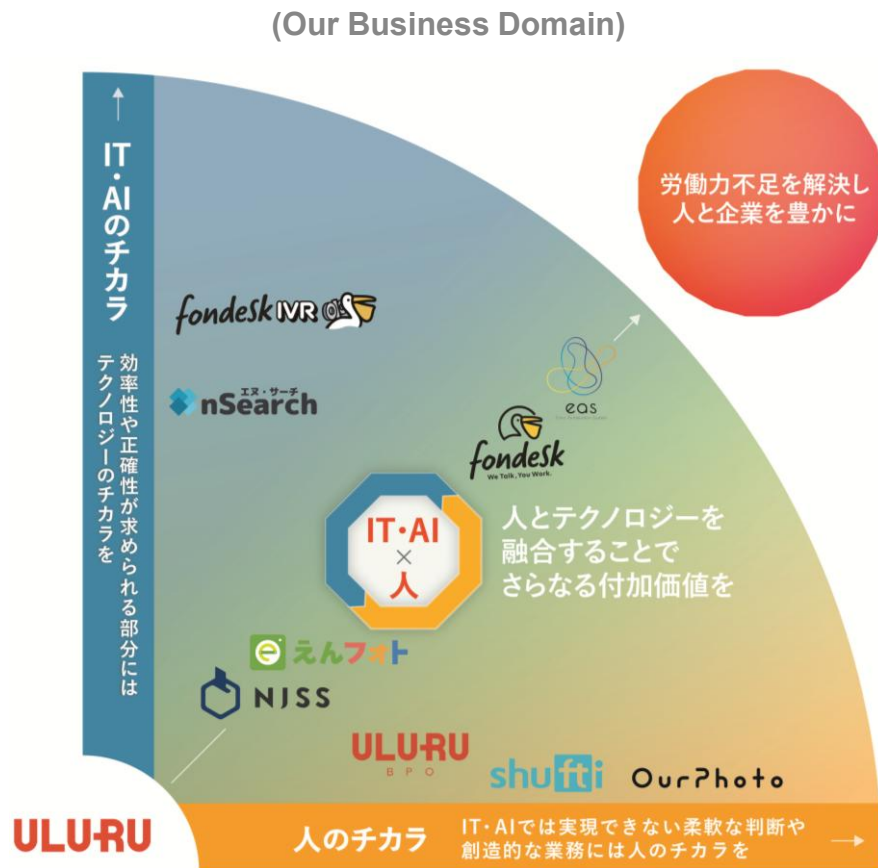 (Our Business Domain)
労働力不足を解決し
人と企業を豊かに
↑
IT・AIのチカラ
効率性や正確性が求められる部分には
テクノロジーのチカラを
fondesk IVR
エヌ・サーチ
nSearch
eas
fondesk
We Talk, You Work.
IT・AI
×
人
人とテクノロジーを
融合することで
さらなる付加価値を
えんフォト
NJSS
ULURU
BPO
shufti
OurPhoto
ULURU
人のチカラ
IT・AIでは実現できない柔軟な判断や
創造的な業務には人のチカラを
→